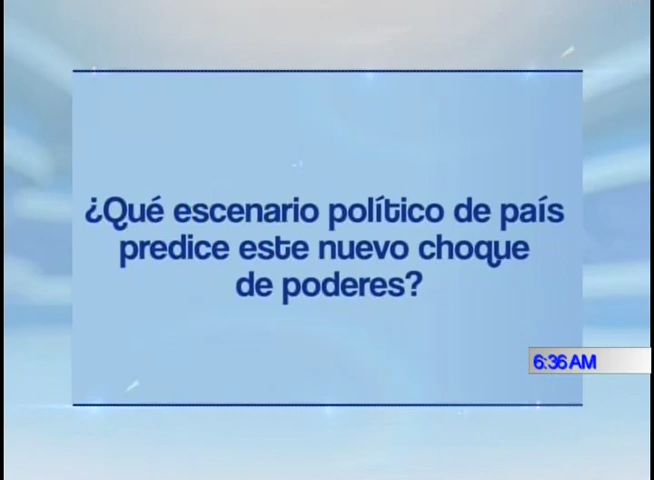 ¿Qué escenario político de país
predice este nuevo choque
de poderes?
6:36 AM